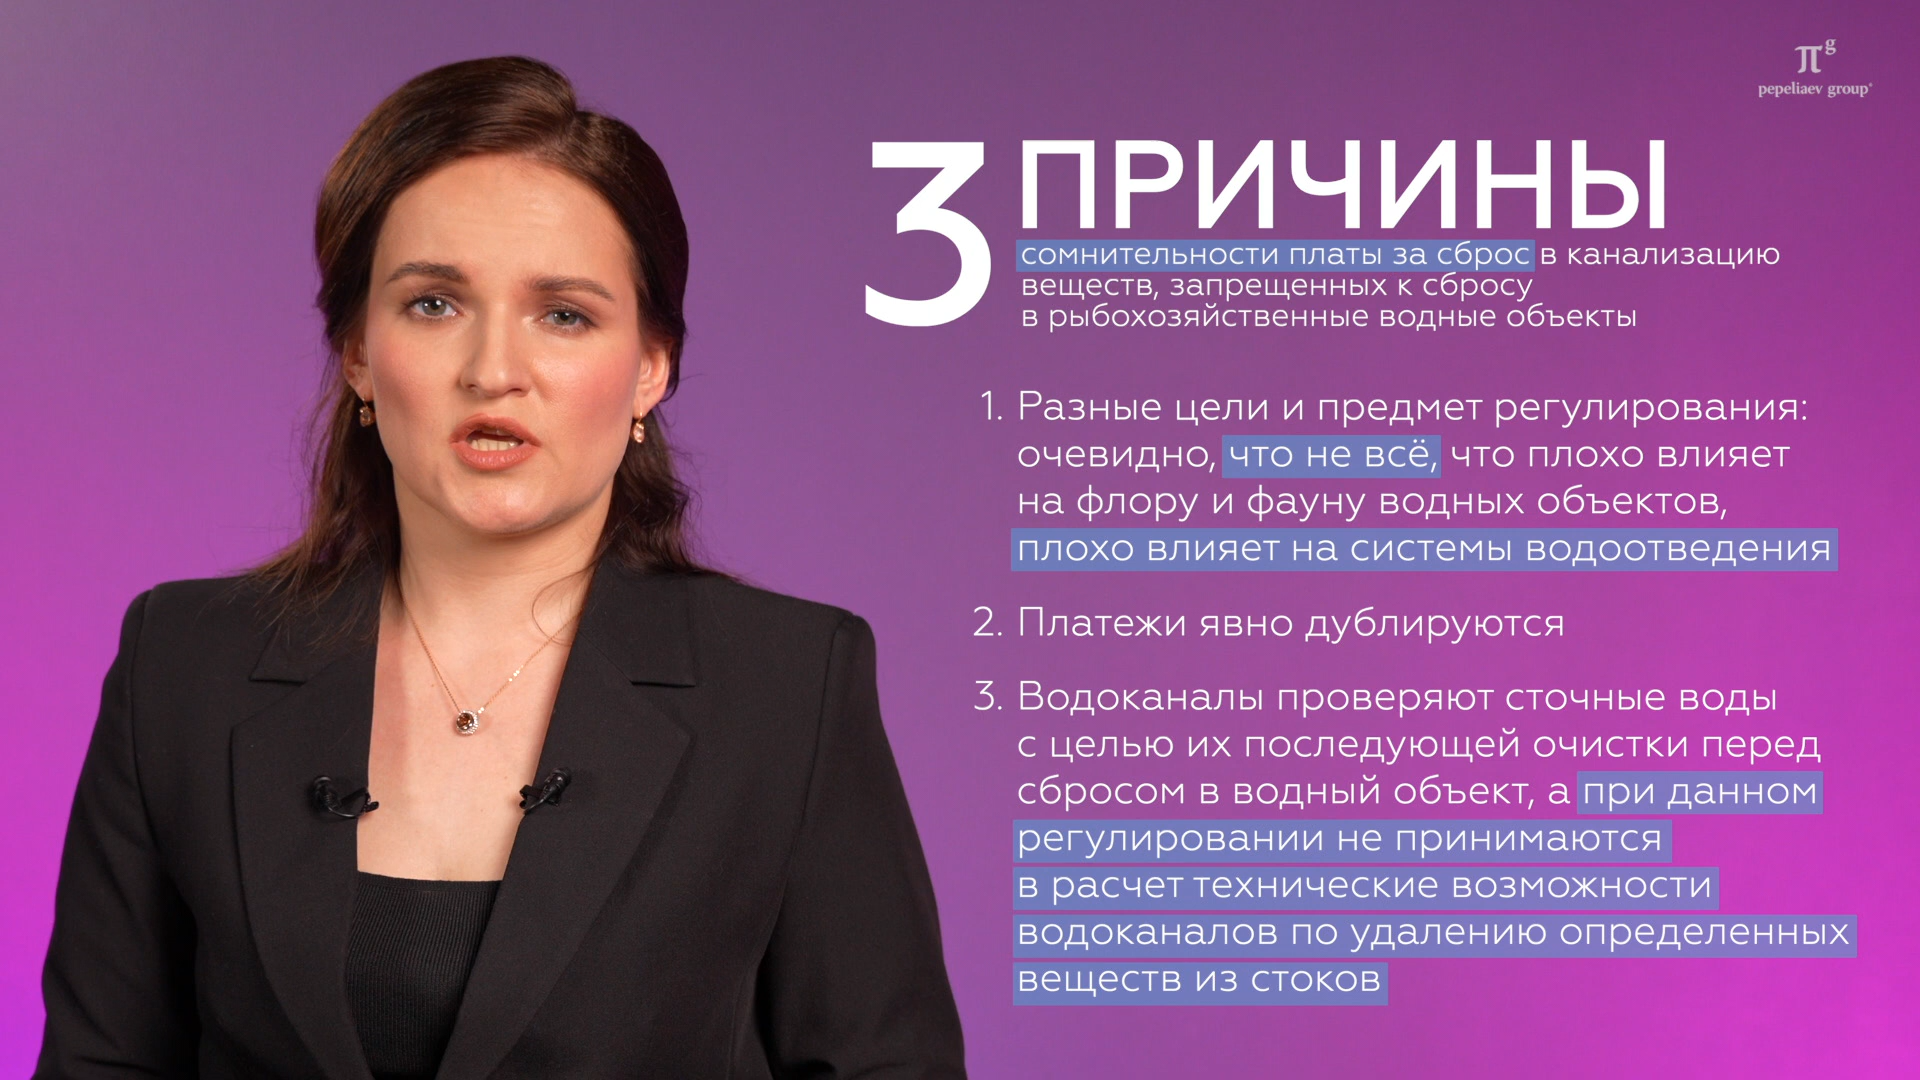 πg
pepeliaev group®
3 ПРИЧИНЫ
сомнительности платы за сброс в канализацию
веществ, запрещенных к сбросу
в рыбохозяйственные водные объекты
1. Разные цели и предмет регулирования:
очевидно, что не всё, что плохо влияет
на флору и фауну водных объектов,
плохо влияет на системы водоотведения
2. Платежи явно дублируются
3. Водоканалы проверяют сточные воды
с целью их последующей очистки перед
сбросом в водный объект, а при данном
регулировании не принимаются
в расчет технические возможности
водоканалов по удалению определенных
веществ из стоков